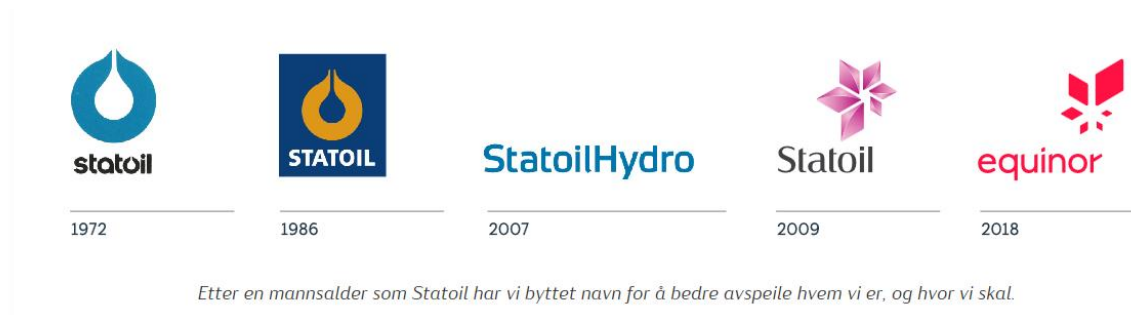 statoil
STATOIL
StatoilHydro
Statoil
equinor
1972
1986
2007
2009
2018
Etter en mannsalder som Statoil har vi byttet navn for å bedre avspeile hvem vi er, og hvor vi skal.